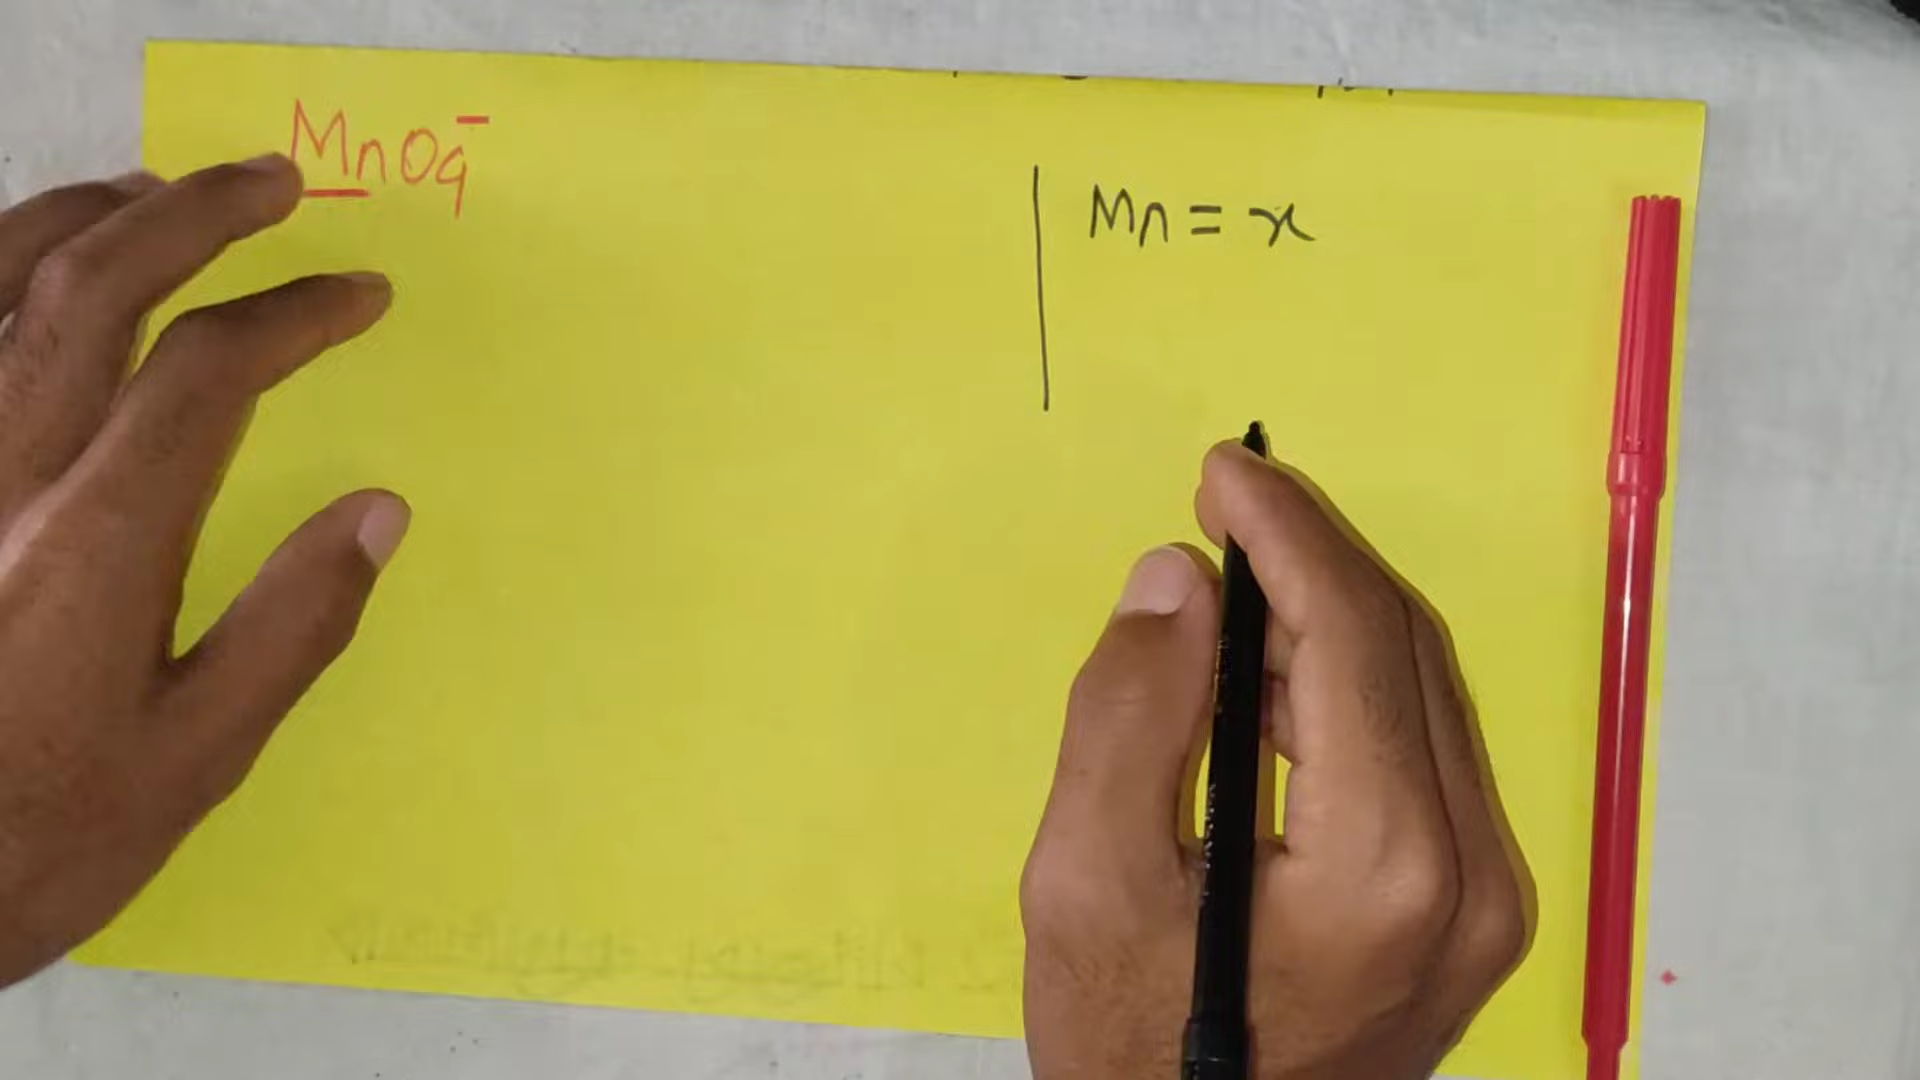 MnO4⁻
Mn = x